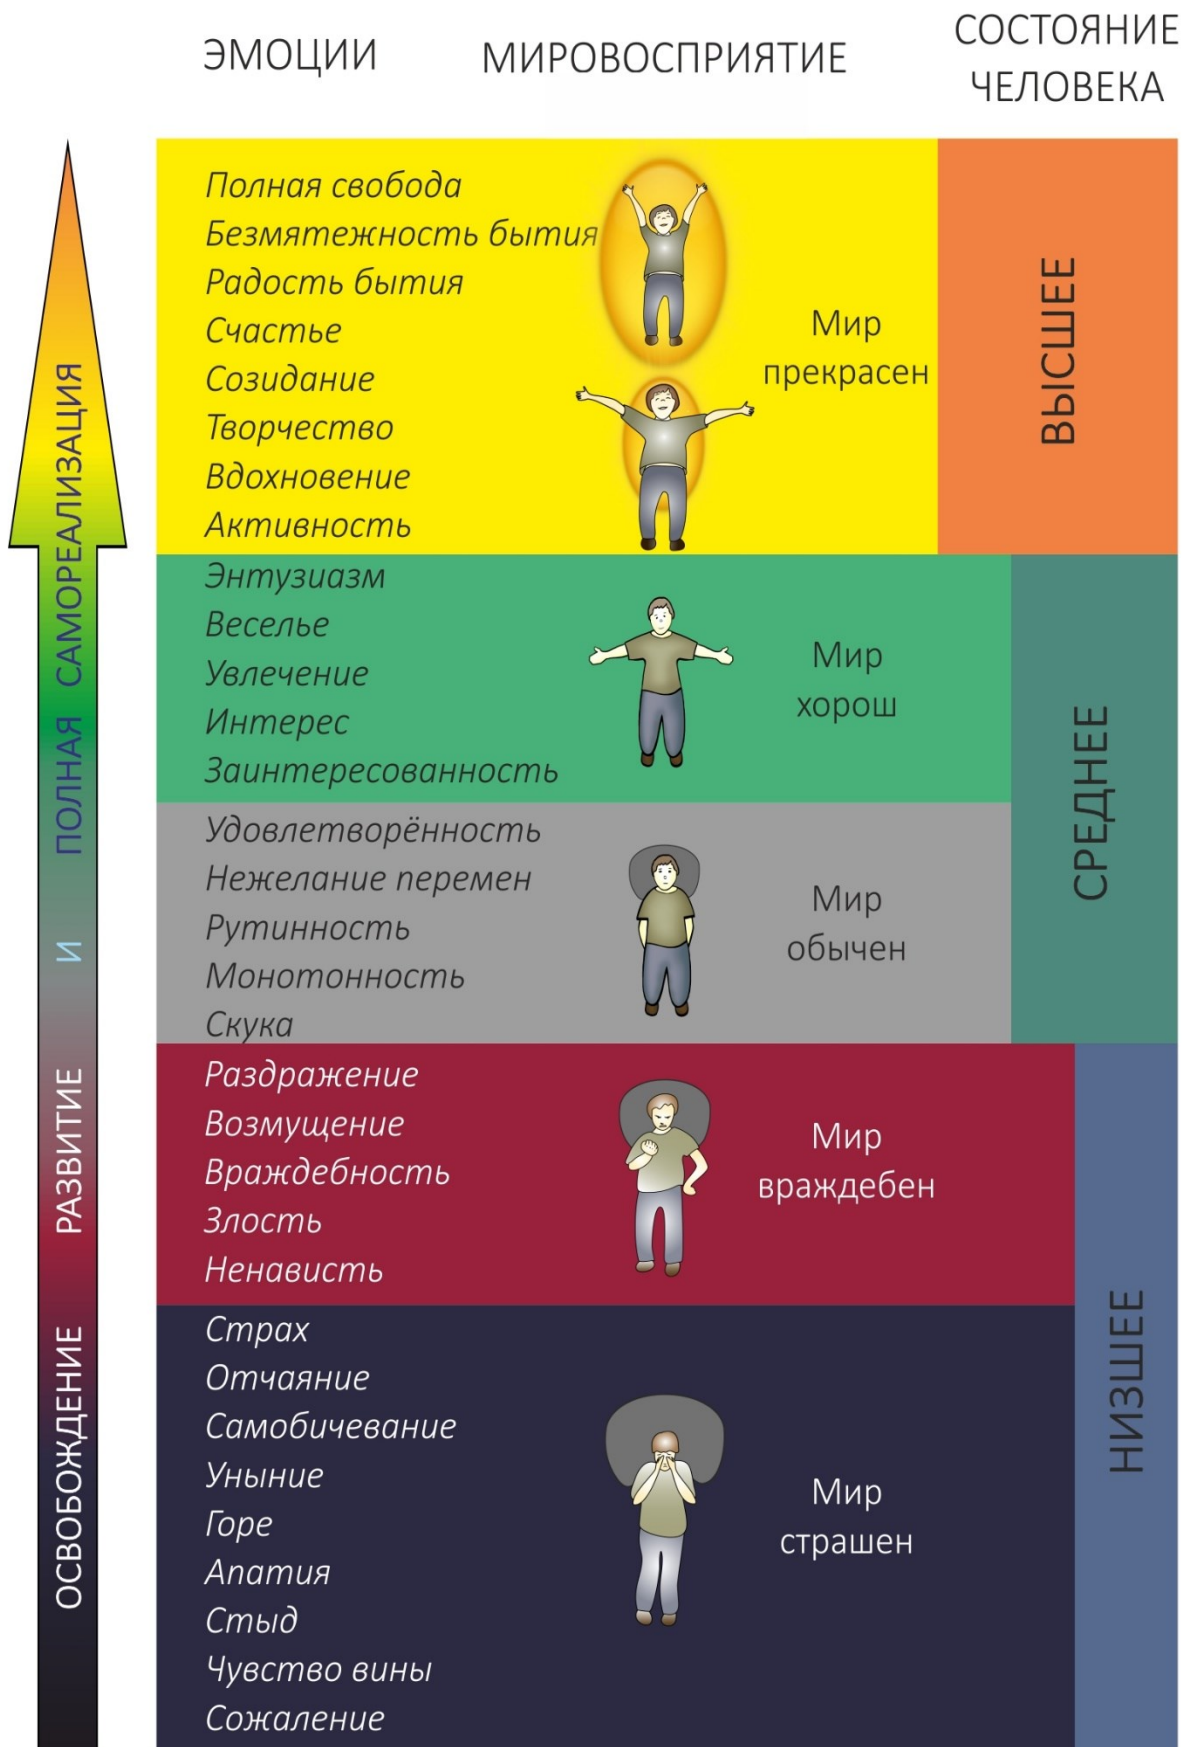 ЭМОЦИИ
МИРОВОСПРИЯТИЕ
СОСТОЯНИЕ
ЧЕЛОВЕКА
ОСВОБОЖДЕНИЕ РАЗВИТИЕ И ПОЛНАЯ САМОРЕАЛИЗАЦИЯ
Полная свобода
Безмятежность бытия
Радость бытия
Счастье
Созидание
Творчество
Вдохновение
Активность
Мир
прекрасен
ВЫСШЕЕ
Энтузиазм
Веселье
Увлечение
Интерес
Заинтересованность
Мир
хорош
СРЕДНЕЕ
Удовлетворённость
Нежелание перемен
Рутинность
Монотонность
Скука
Мир
обычен
Раздражение
Возмущение
Враждебность
Злость
Ненависть
Мир
враждебен
НИЗШЕЕ
Страх
Отчаяние
Самобичевание
Уныние
Горе
Апатия
Стыд
Чувство вины
Сожаление
Мир
страшен